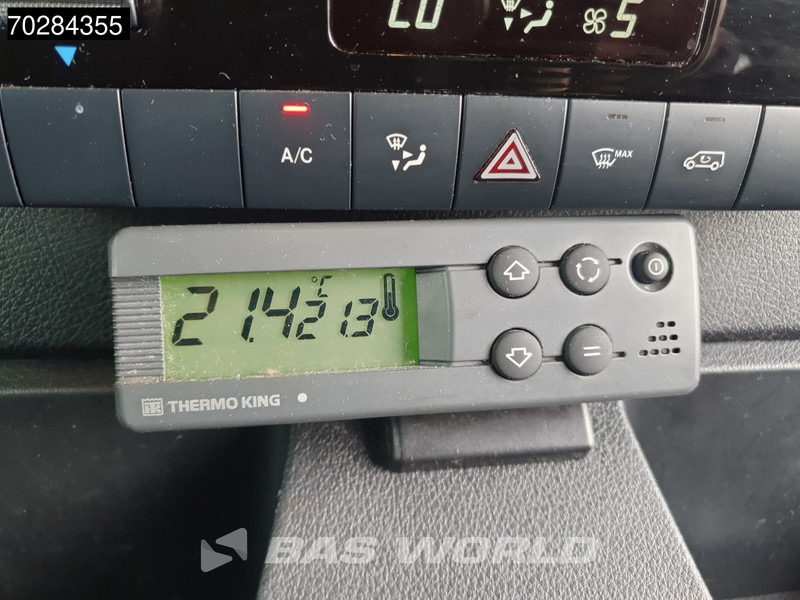 70284355
LO 5
A/C
MAX
21.4 °C 21.3
THERMO KING
BAS WORLD